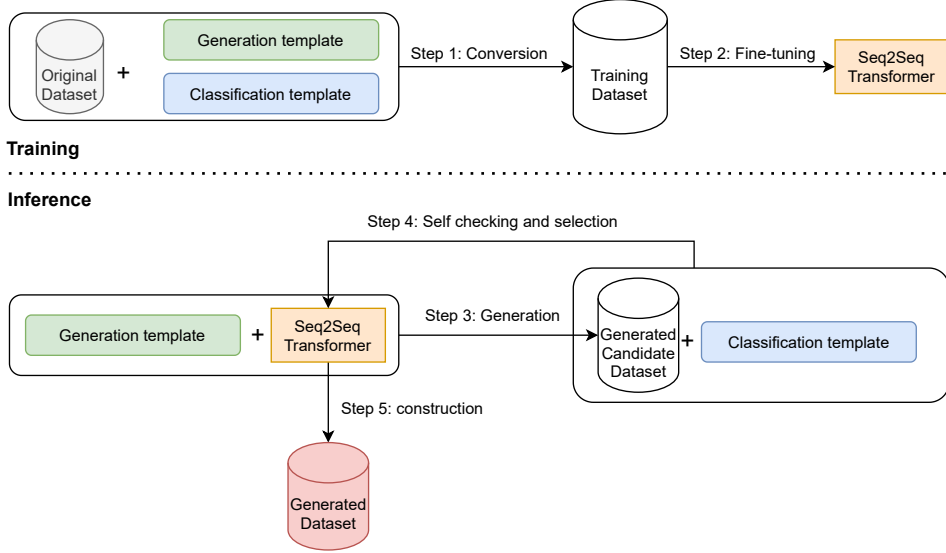 Generation template
Step 1: Conversion
Step 2: Fine-tuning
Original
Dataset
+
Classification template
Training
Dataset
Seq2Seq
Transformer
Training
Inference
Step 4: Self checking and selection
Generation template
+
Seq2Seq
Transformer
Step 3: Generation
Generated
Candidate
Dataset
+
Classification template
Step 5: construction
Generated
Dataset